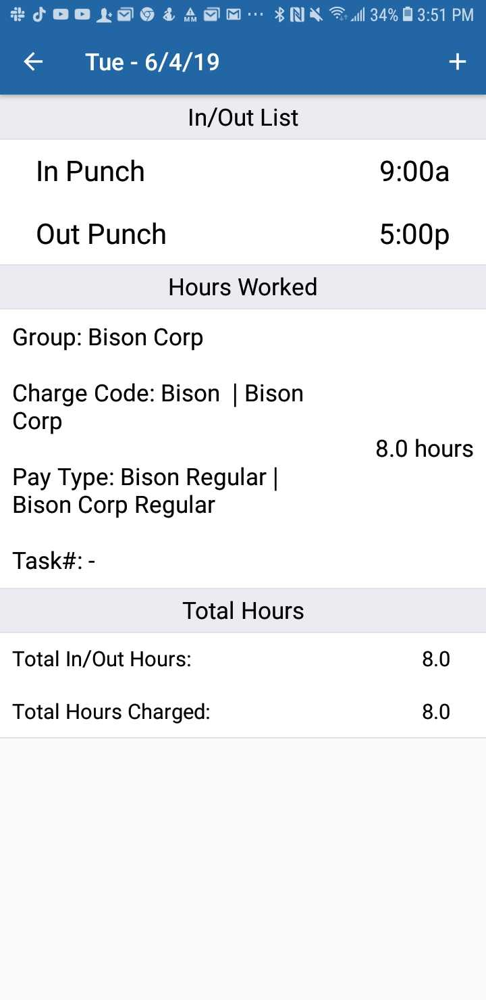 34% 3:51 PM
Tue - 6/4/19
In/Out List
In Punch 9:00a
Out Punch 5:00p
Hours Worked
Group: Bison Corp
Charge Code: Bison | Bison
Corp
8.0 hours
Pay Type: Bison Regular |
Bison Corp Regular
Task#: -
Total Hours
Total In/Out Hours: 8.0
Total Hours Charged: 8.0